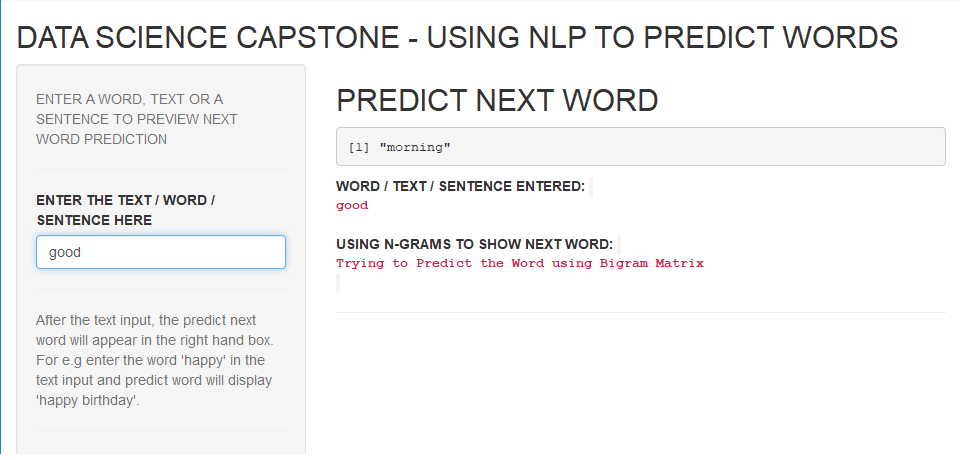 DATA SCIENCE CAPSTONE - USING NLP TO PREDICT WORDS
ENTER A WORD, TEXT OR A
SENTENCE TO PREVIEW NEXT
WORD PREDICTION
ENTER THE TEXT / WORD /
SENTENCE HERE
good
After the text input, the predict next
word will appear in the right hand box.
For e.g enter the word 'happy' in the
text input and predict word will display
'happy birthday'.
PREDICT NEXT WORD
[1] "morning"
WORD / TEXT / SENTENCE ENTERED:
good
USING N-GRAMS TO SHOW NEXT WORD:
Trying to Predict the Word using Bigram Matrix